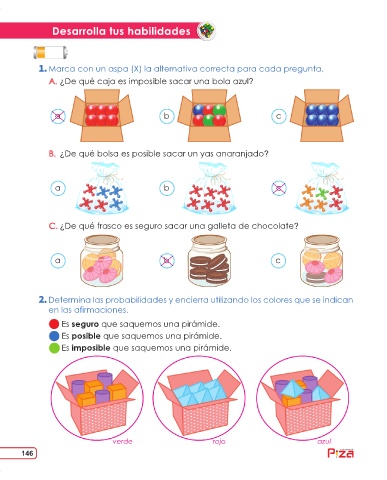 Desarrolla tus habilidades
1. Marca con un aspa (X) la alternativa correcta para cada pregunta.
A. ¿De qué caja es imposible sacar una bola azul?
a b c
B. ¿De qué bolsa es posible sacar un yas anaranjado?
a b c
C. ¿De qué frasco es seguro sacar una galleta de chocolate?
a b c
2. Determina las probabilidades y encierra utilizando los colores que se indican
en las afirmaciones.
Es seguro que saquemos una pirámide.
Es posible que saquemos una pirámide.
Es imposible que saquemos una pirámide.
verde rojo azul
146
Piza